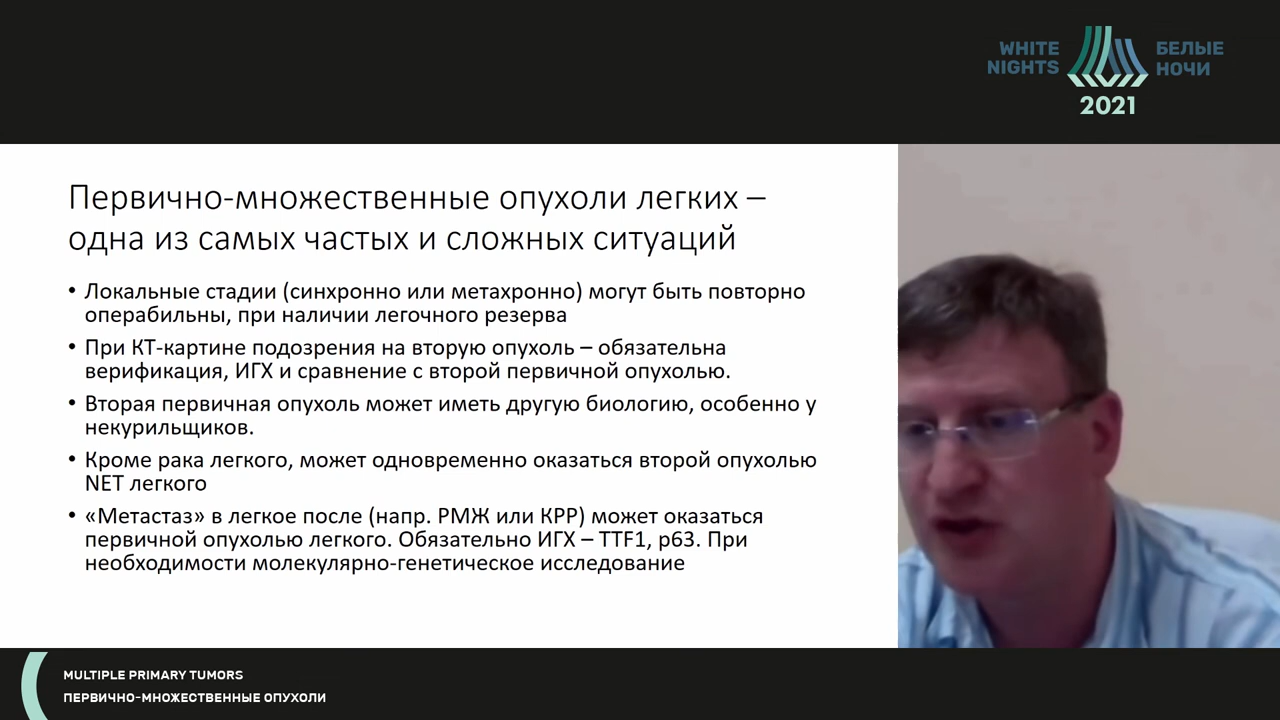 WHITE NIGHTS
БЕЛЫЕ НОЧИ
2021
Первично-множественные опухоли легких –
одна из самых частых и сложных ситуаций
• Локальные стадии (синхронно или метахронно) могут быть повторно
операбильны, при наличии легочного резерва
• При КТ-картине подозрения на вторую опухоль – обязательна
верификация, ИГХ и сравнение с второй первичной опухолью.
• Вторая первичная опухоль может иметь другую биологию, особенно у
некурильщиков.
• Кроме рака легкого, может одновременно оказаться второй опухолью
NET легкого
• «Метастаз» в легкое после (напр. РМЖ или КРР) может оказаться
первичной опухолью легкого. Обязательно ИГХ – TTF1, p63. При
необходимости молекулярно-генетическое исследование
MULTIPLE PRIMARY TUMORS
ПЕРВИЧНО-МНОЖЕСТВЕННЫЕ ОПУХОЛИ